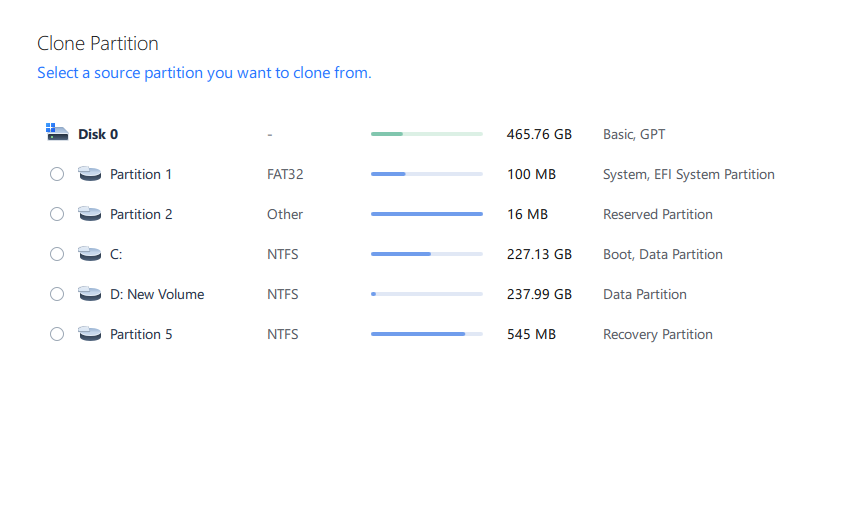 Clone Partition
Select a source partition you want to clone from.
Disk 0 - 465.76 GB Basic, GPT
Partition 1 FAT32 100 MB System, EFI System Partition
Partition 2 Other 16 MB Reserved Partition
C: NTFS 227.13 GB Boot, Data Partition
D: New Volume NTFS 237.99 GB Data Partition
Partition 5 NTFS 545 MB Recovery Partition